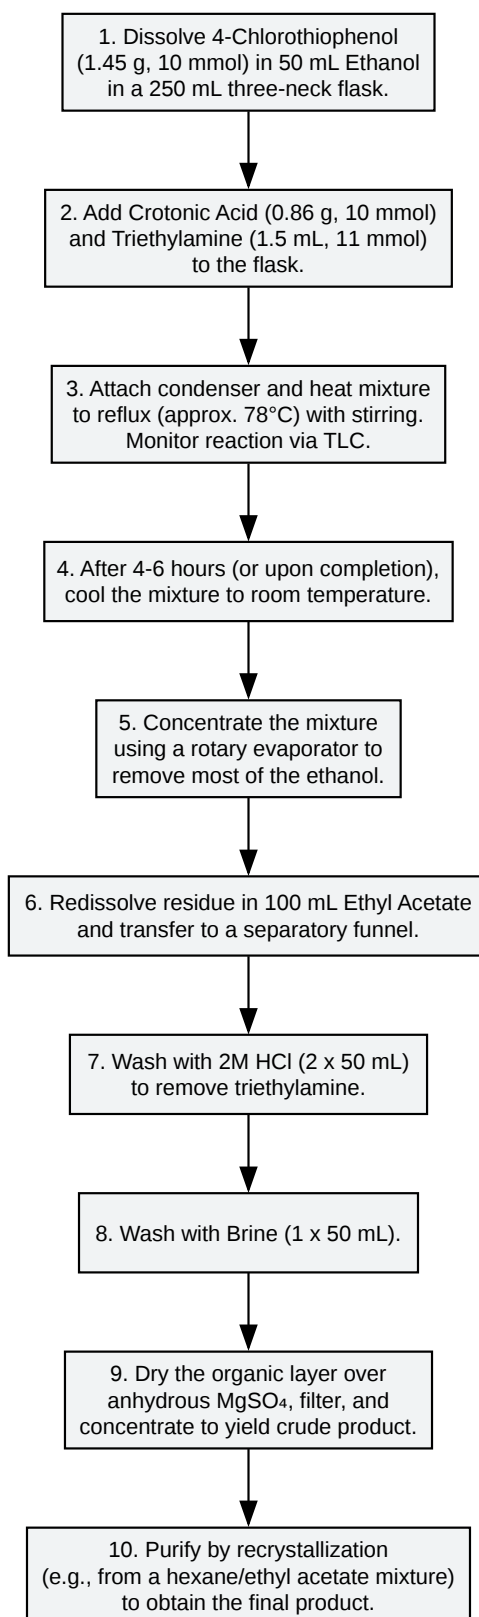 1. Dissolve 4-Chlorothiophenol
(1.45 g, 10 mmol) in 50 mL Ethanol
in a 250 mL three-neck flask.
2. Add Crotonic Acid (0.86 g, 10 mmol)
and Triethylamine (1.5 mL, 11 mmol)
to the flask.
3. Attach condenser and heat mixture
to reflux (approx. 78°C) with stirring.
Monitor reaction via TLC.
4. After 4-6 hours (or upon completion),
cool the mixture to room temperature.
5. Concentrate the mixture
using a rotary evaporator to
remove most of the ethanol.
6. Redissolve residue in 100 mL Ethyl Acetate
and transfer to a separatory funnel.
7. Wash with 2M HCl (2 x 50 mL)
to remove triethylamine.
8. Wash with Brine (1 x 50 mL).
9. Dry the organic layer over
anhydrous MgSO₄, filter, and
concentrate to yield crude product.
10. Purify by recrystallization
(e.g., from a hexane/ethyl acetate mixture)
to obtain the final product.